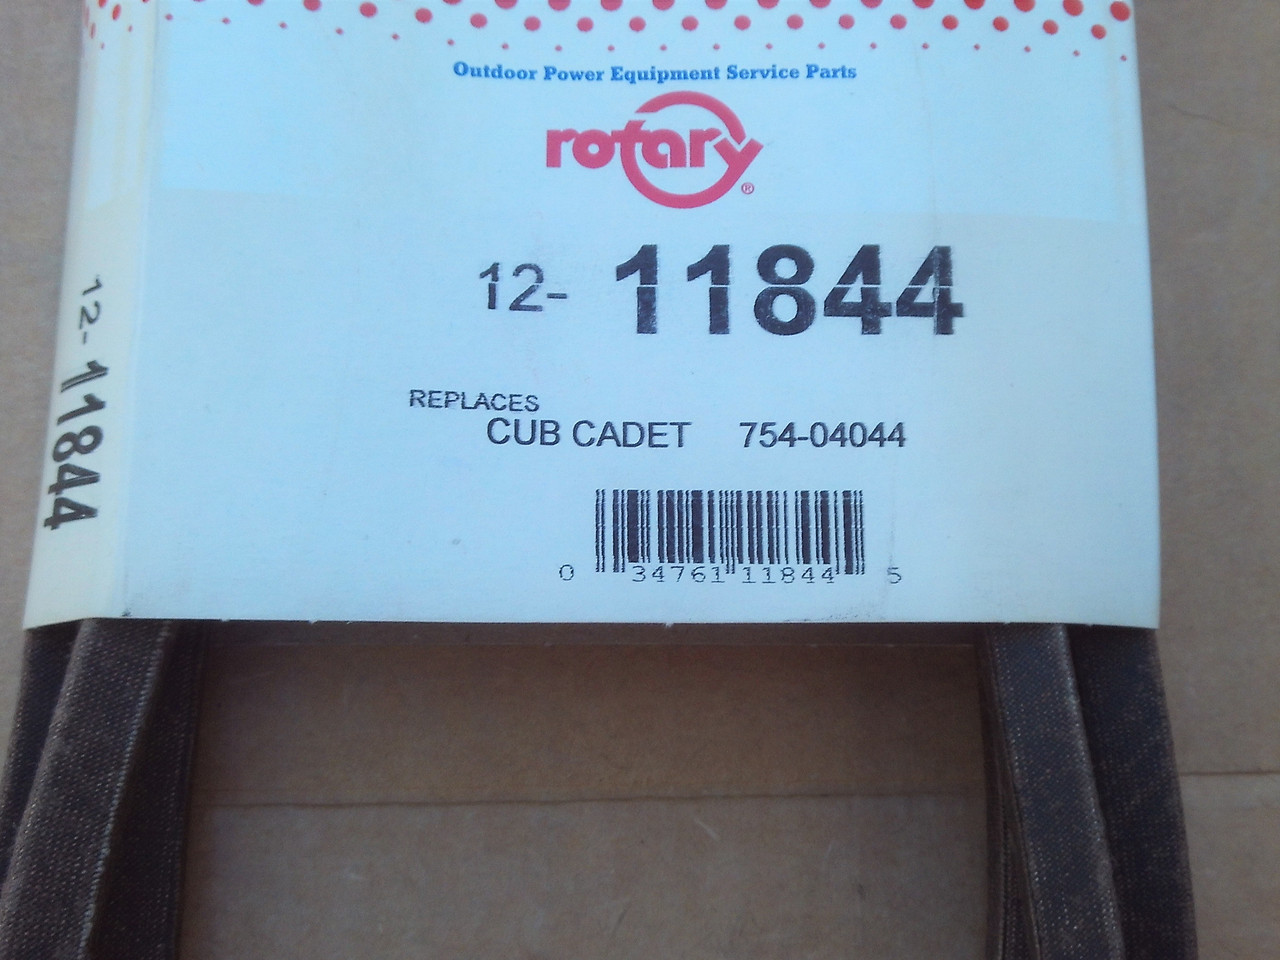 Outdoor Power Equipment Service Parts
rotary®
12- 11844
REPLACES
CUB CADET 754-04044
0 34761 11844 5
12- 11844